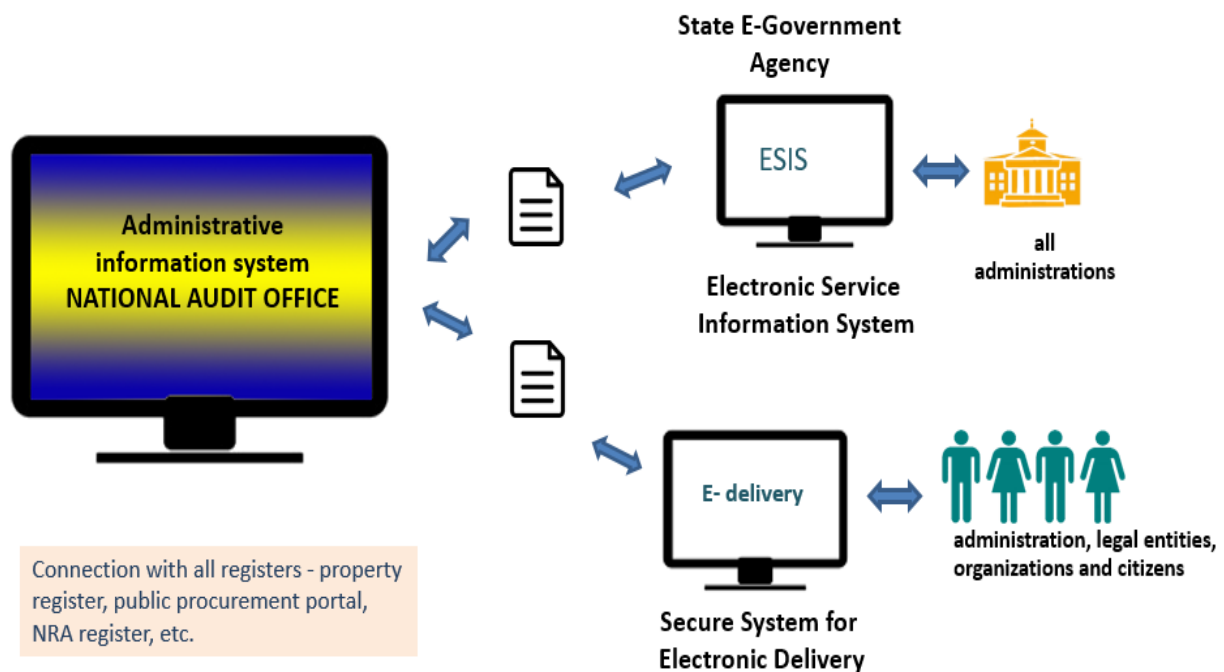 State E-Government
Agency
ESIS
Administrative
information system
NATIONAL AUDIT OFFICE
all
administrations
Electronic Service
Information System
E- delivery
administration, legal entities,
organizations and citizens
Connection with all registers - property
register, public procurement portal,
NRA register, etc.
Secure System for
Electronic Delivery